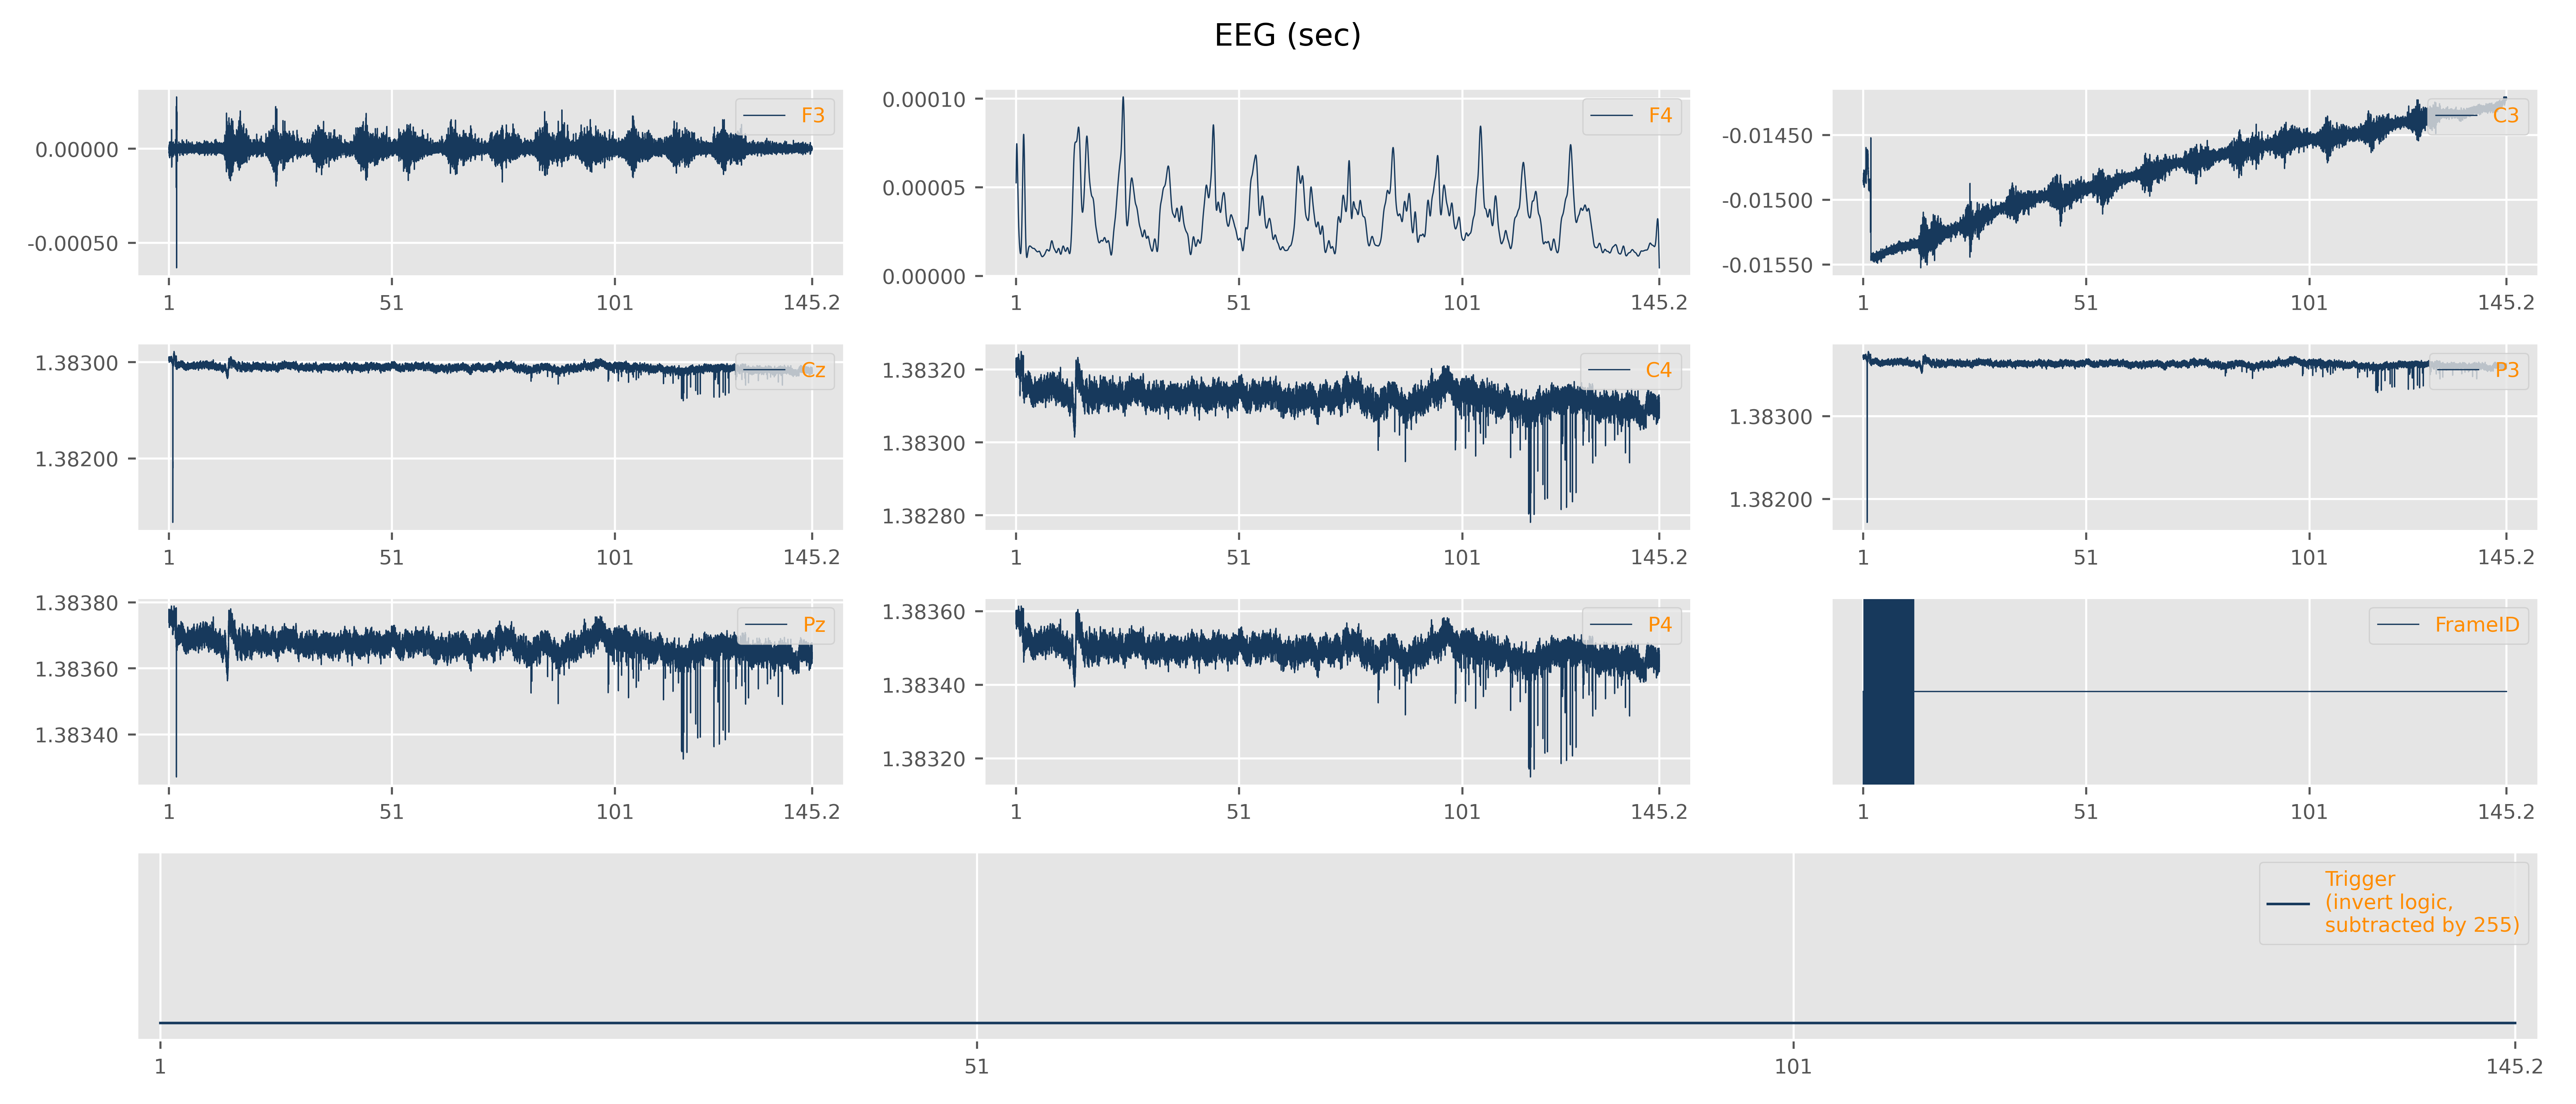 EEG (sec)
F3
0.00000
-0.00050
1 51 101 145.2
F4
0.00010
0.00005
0.00000
1 51 101 145.2
C3
-0.01450
-0.01500
-0.01550
1 51 101 145.2
Cz
1.38300
1.38200
1 51 101 145.2
C4
1.38320
1.38300
1.38280
1 51 101 145.2
P3
1.38300
1.38200
1 51 101 145.2
Pz
1.38380
1.38360
1.38340
1 51 101 145.2
P4
1.38360
1.38340
1.38320
1 51 101 145.2
FrameID
1 51 101 145.2
Trigger
(invert logic,
subtracted by 255)
1 51 101 145.2